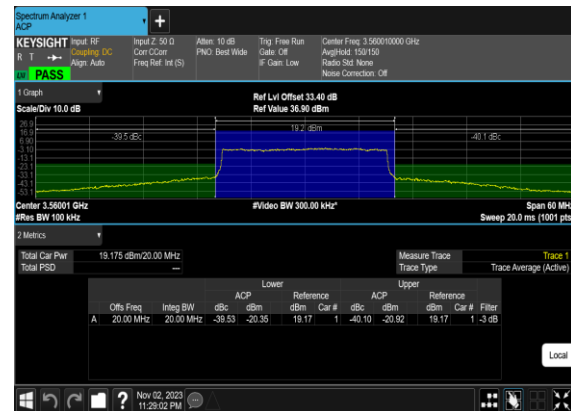 Spectrum Analyzer 1
ACP
KEYSIGHT Input: RF Input Z: 50 Ω Atten: 10 dB Trig: Free Run Center Freq: 3.560010000 GHz
R T Coupling: DC Corr CCorr PNO: Best Wide Gate: Off Avg|Hold: 150/150
Align: Auto Freq Ref: Int (S) IF Gain: Low Radio Std: None
PASS Noise Correction: Off
1 Graph Ref Lvl Offset 33.40 dB
Scale/Div 10.0 dB Ref Value 36.90 dBm
26.9
16.9
6.90
-3.10
-13.1
-23.1
-33.1
-43.1
-53.1
-39.5 dBc 19.2 dBm -40.1 dBc
Center 3.56001 GHz #Video BW 300.00 kHz* Span 60 MHz
#Res BW 100 kHz Sweep 20.0 ms (1001 pts)
2 Metrics
Total Car Pwr 19.175 dBm/20.00 MHz Measure Trace Trace 1
Total PSD --- Trace Type Trace Average (Active)
Lower Upper
ACP Reference ACP Reference
Offs Freq Integ BW dBc dBm dBm Car # dBc dBm dBm Car # Filter
A 20.00 MHz 20.00 MHz -39.53 -20.35 19.17 1 -40.10 -20.92 19.17 1 -3 dB
Local
Nov 02, 2023
11:29:02 PM